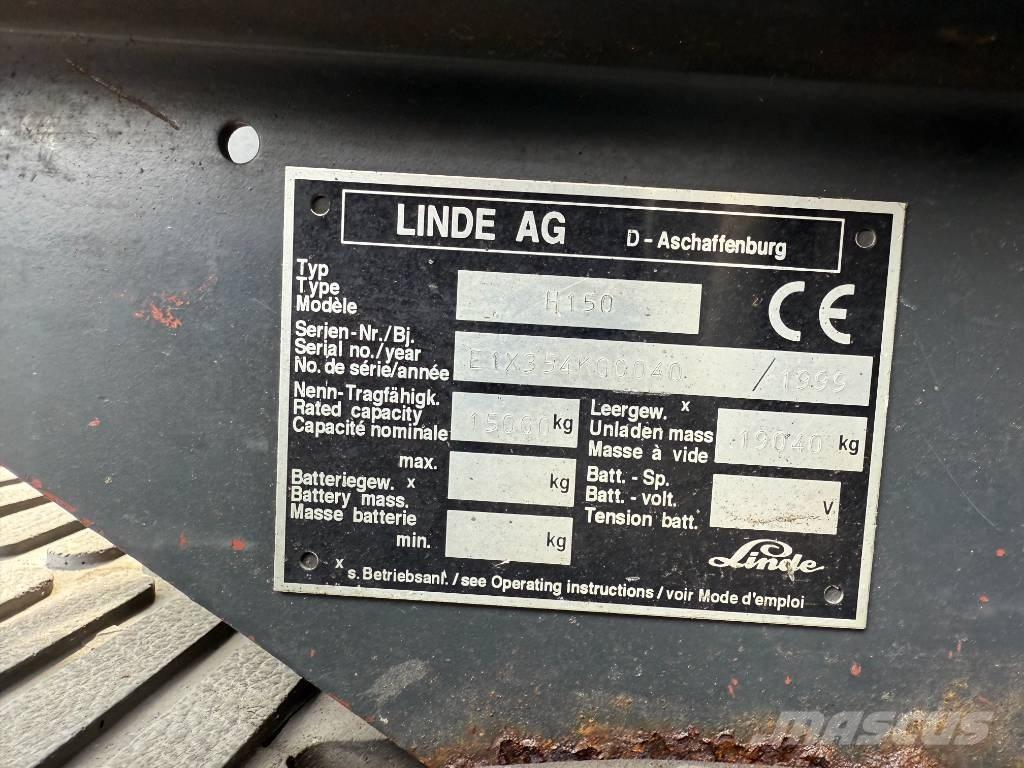 LINDE AG D - Aschaffenburg
Typ
Type
Modèle
H150
CE
Serien-Nr./Bj.
Serial no./year
No. de série/année
E1X354K00040 / 1999
Nenn-Tragfähigk.
Rated capacity
Capacité nominale
15000 kg
Leergew. x
Unladen mass
Masse à vide
19040 kg
max.
kg
Batteriegew. x
Battery mass.
Masse batterie
min.
kg
Batt. - Sp.
Batt. - volt.
Tension batt.
V
Linde
x s. Betriebsanl. / see Operating instructions / voir Mode d'emploi
MASCUS